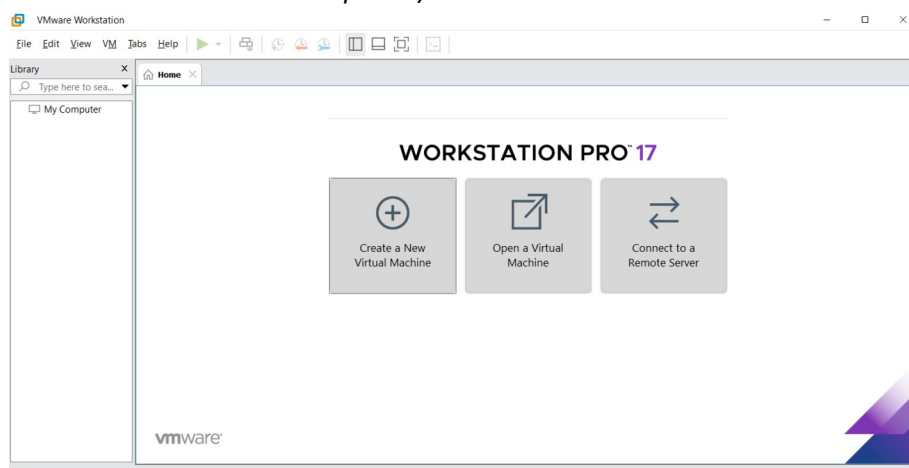 VMware Workstation
File Edit View VM Tabs Help
Library X
Home
Type here to sea...
My Computer
WORKSTATION PRO™ 17
Create a New
Virtual Machine
Open a Virtual
Machine
Connect to a
Remote Server
vmware®